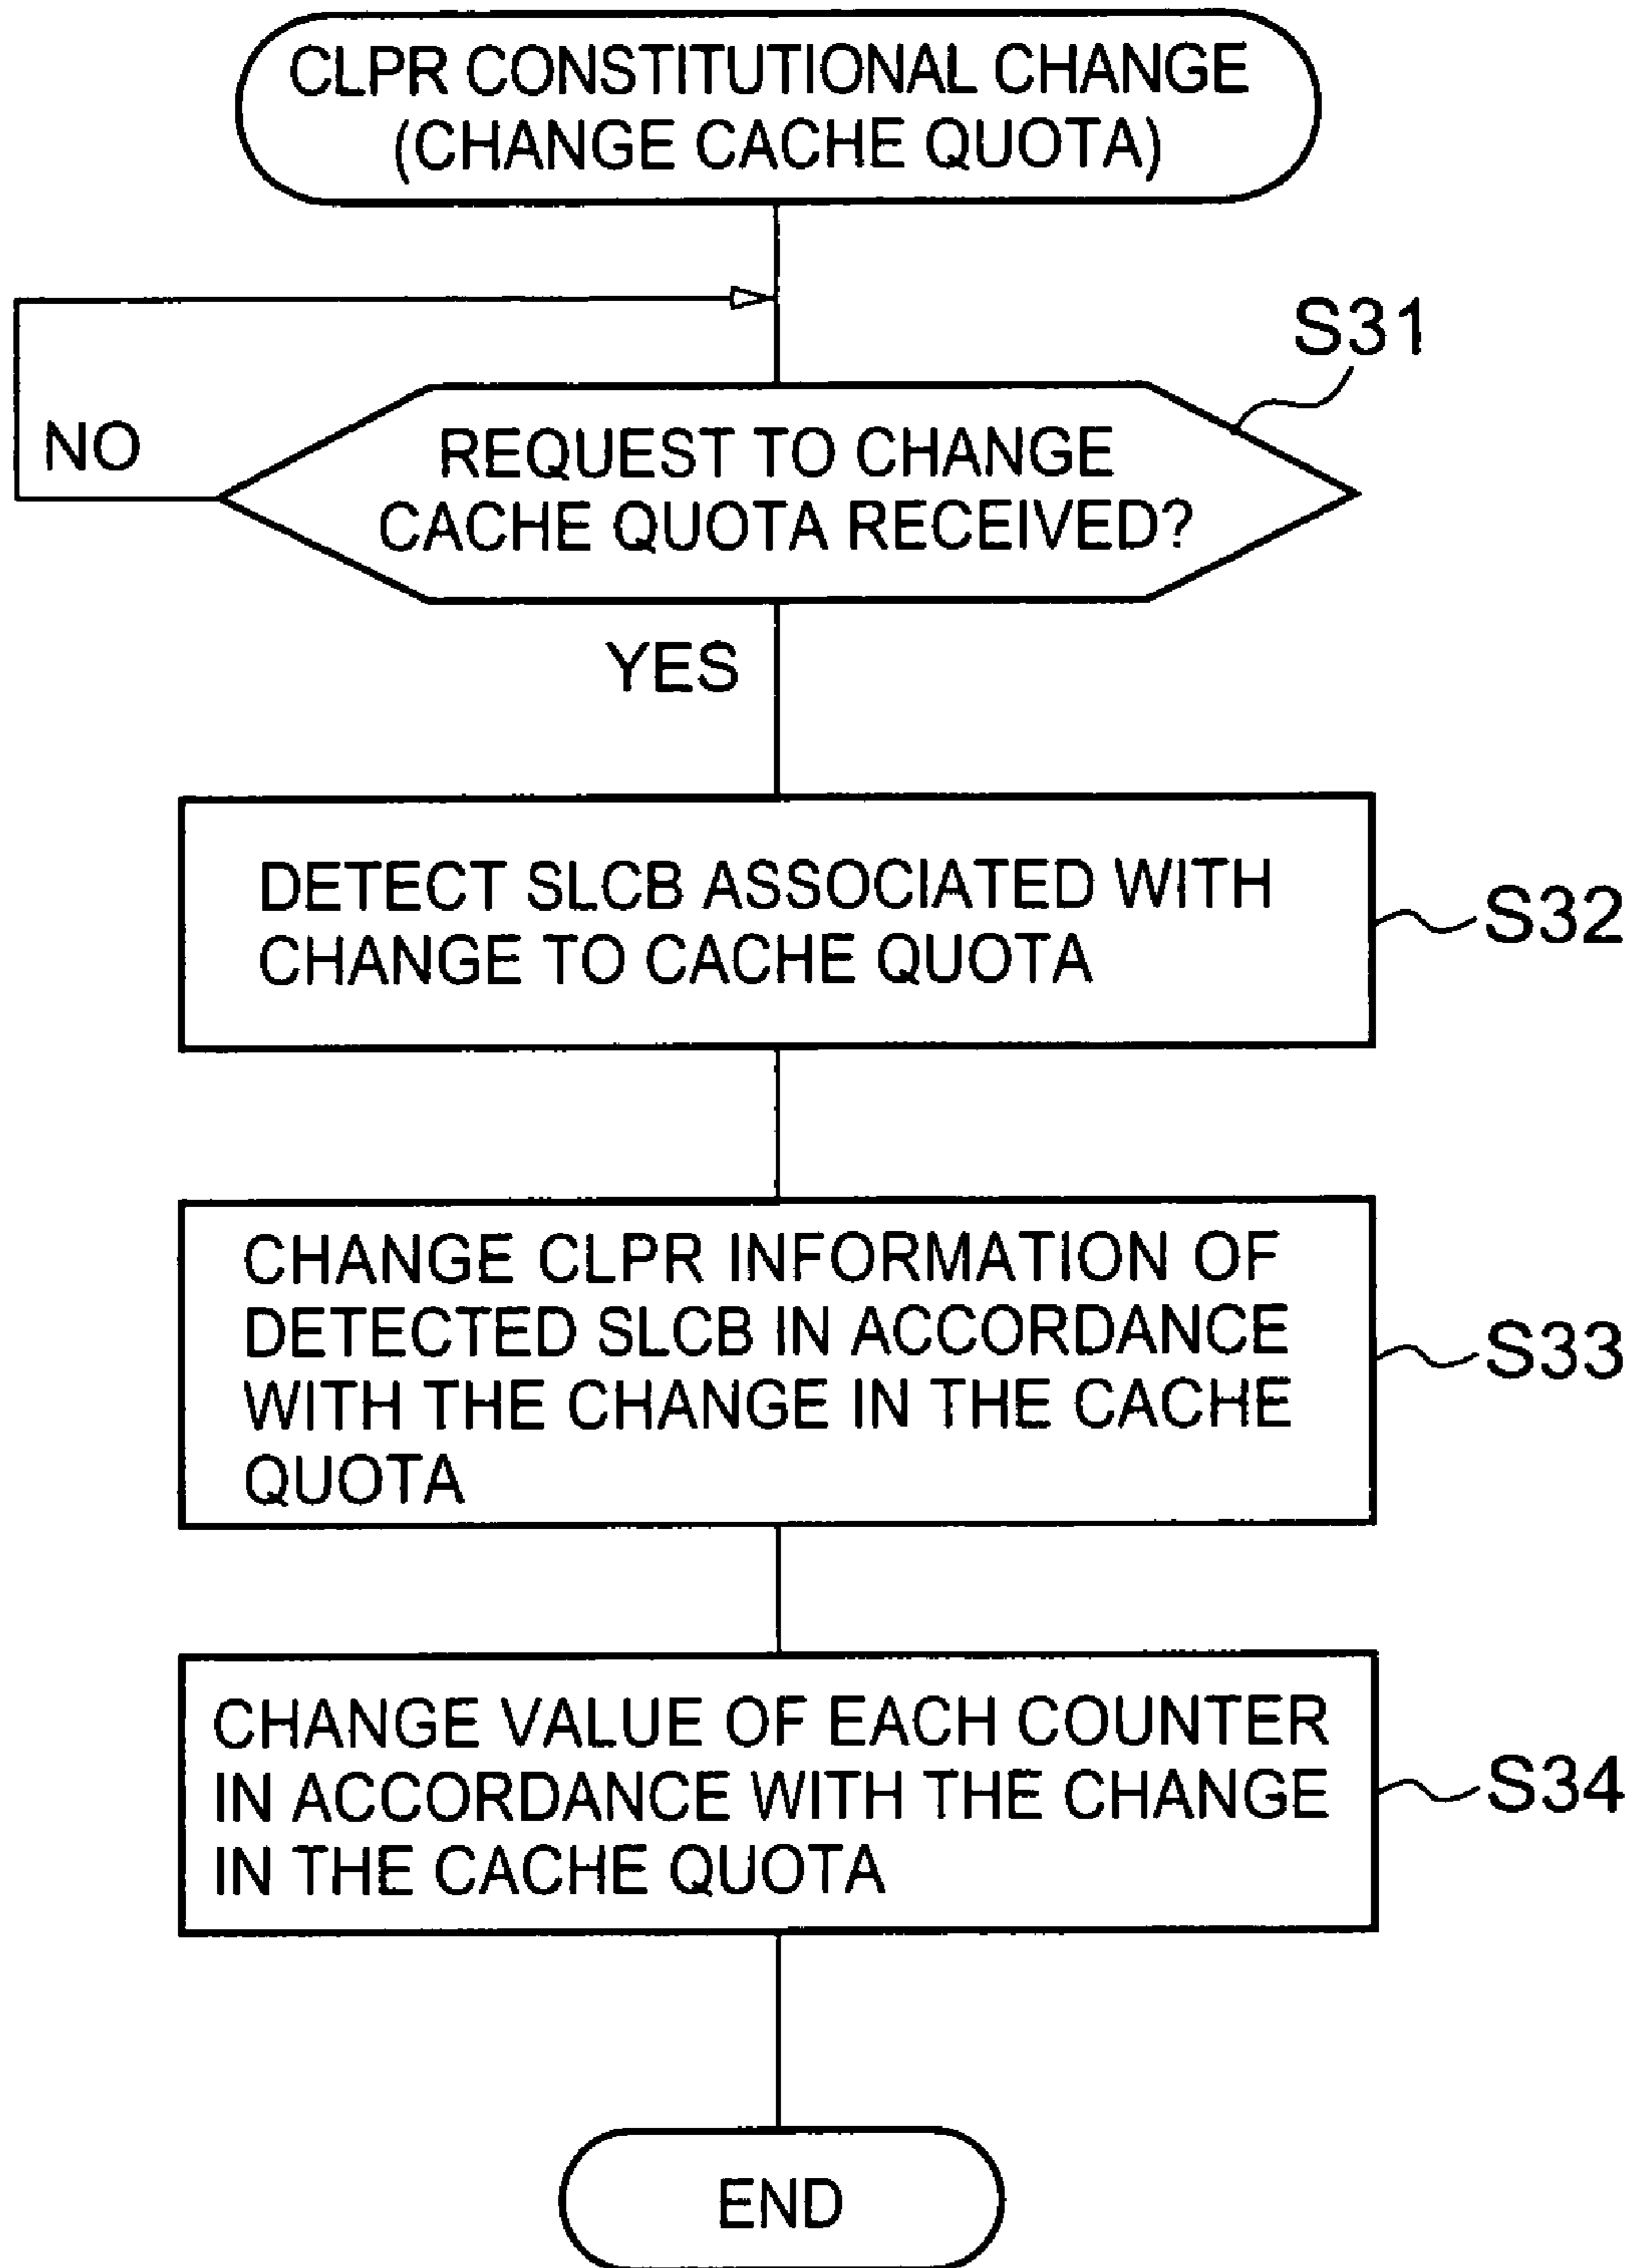 CLPR CONSTITUTIONAL CHANGE
(CHANGE CACHE QUOTA)
S31
NO
REQUEST TO CHANGE
CACHE QUOTA RECEIVED?
YES
DETECT SLCB ASSOCIATED WITH
CHANGE TO CACHE QUOTA
S32
CHANGE CLPR INFORMATION OF
DETECTED SLCB IN ACCORDANCE
WITH THE CHANGE IN THE CACHE
QUOTA
S33
CHANGE VALUE OF EACH COUNTER
IN ACCORDANCE WITH THE CHANGE
IN THE CACHE QUOTA
S34
END